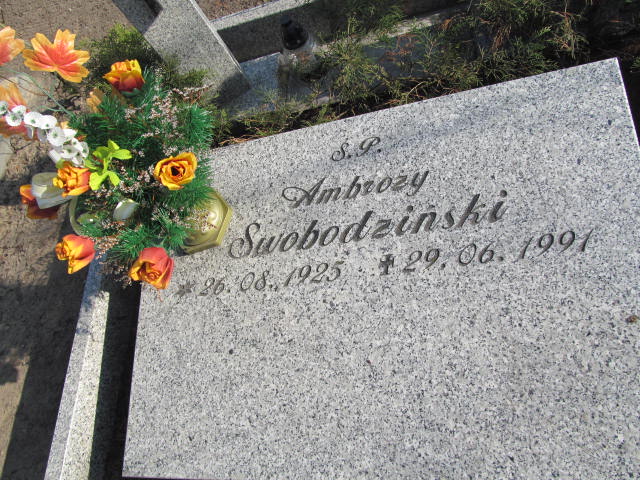 Ś.P.
Ambroży
Swobodziński
* 26. 08. 1925 ✝ 29. 06. 1991